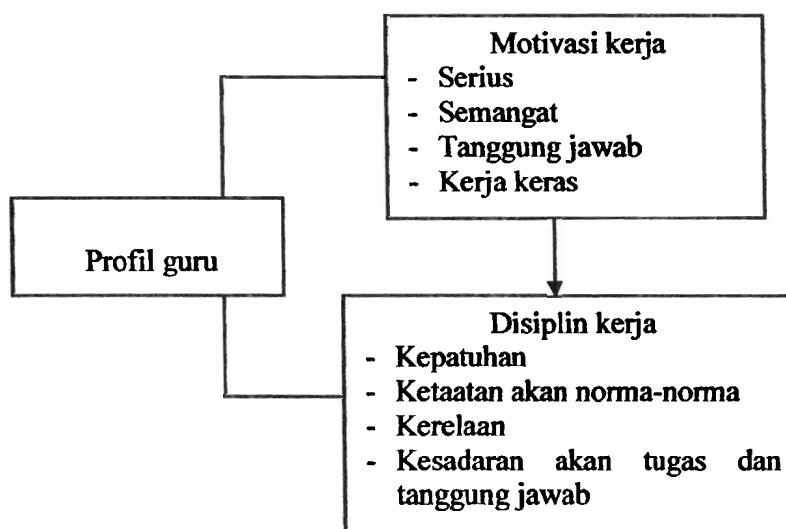 Motivasi kerja
- Serius
- Semangat
- Tanggung jawab
- Kerja keras
Profil guru
Disiplin kerja
- Kepatuhan
- Ketaatan akan norma-norma
- Kerelaan
- Kesadaran akan tugas dan
tanggung jawab